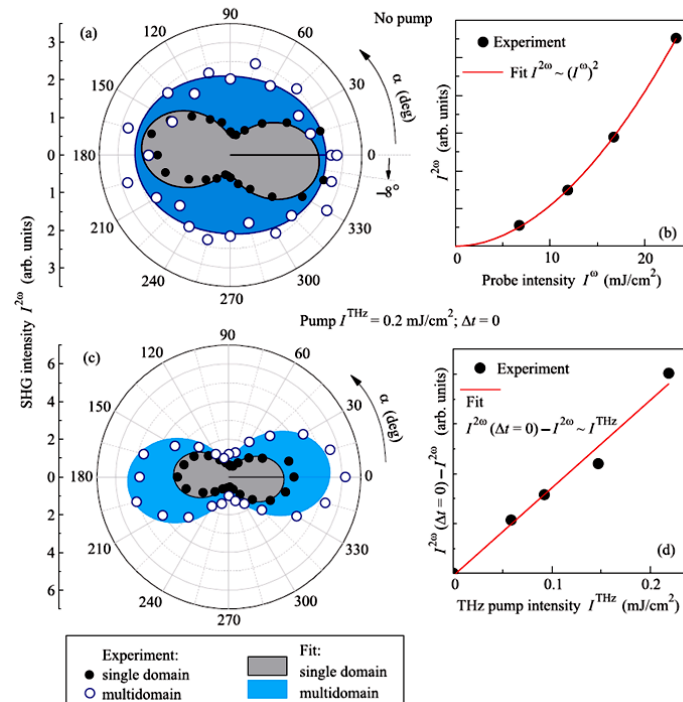 (a)
No pump
90
60
30
0
330
300
270
240
210
180
150
120
α (deg)
–8°
3
2
1
0
1
2
3
SHG intensity I²ω (arb. units)
I²ω (arb. units)
Experiment
Fit I²ω ~ (Iω)²
(b)
0 10 20
Probe intensity Iω (mJ/cm²)
Pump Iᵀᴴᶻ = 0.2 mJ/cm²; Δt = 0
(c)
90
60
30
0
330
300
270
240
210
180
150
120
α (deg)
6
4
2
0
2
4
6
I²ω (Δt = 0) – I²ω (arb. units)
Experiment
Fit
I²ω (Δt = 0) – I²ω ~ Iᵀᴴᶻ
(d)
0 0.1 0.2
THz pump intensity Iᵀᴴᶻ (mJ/cm²)
Experiment:
single domain
multidomain
Fit:
single domain
multidomain